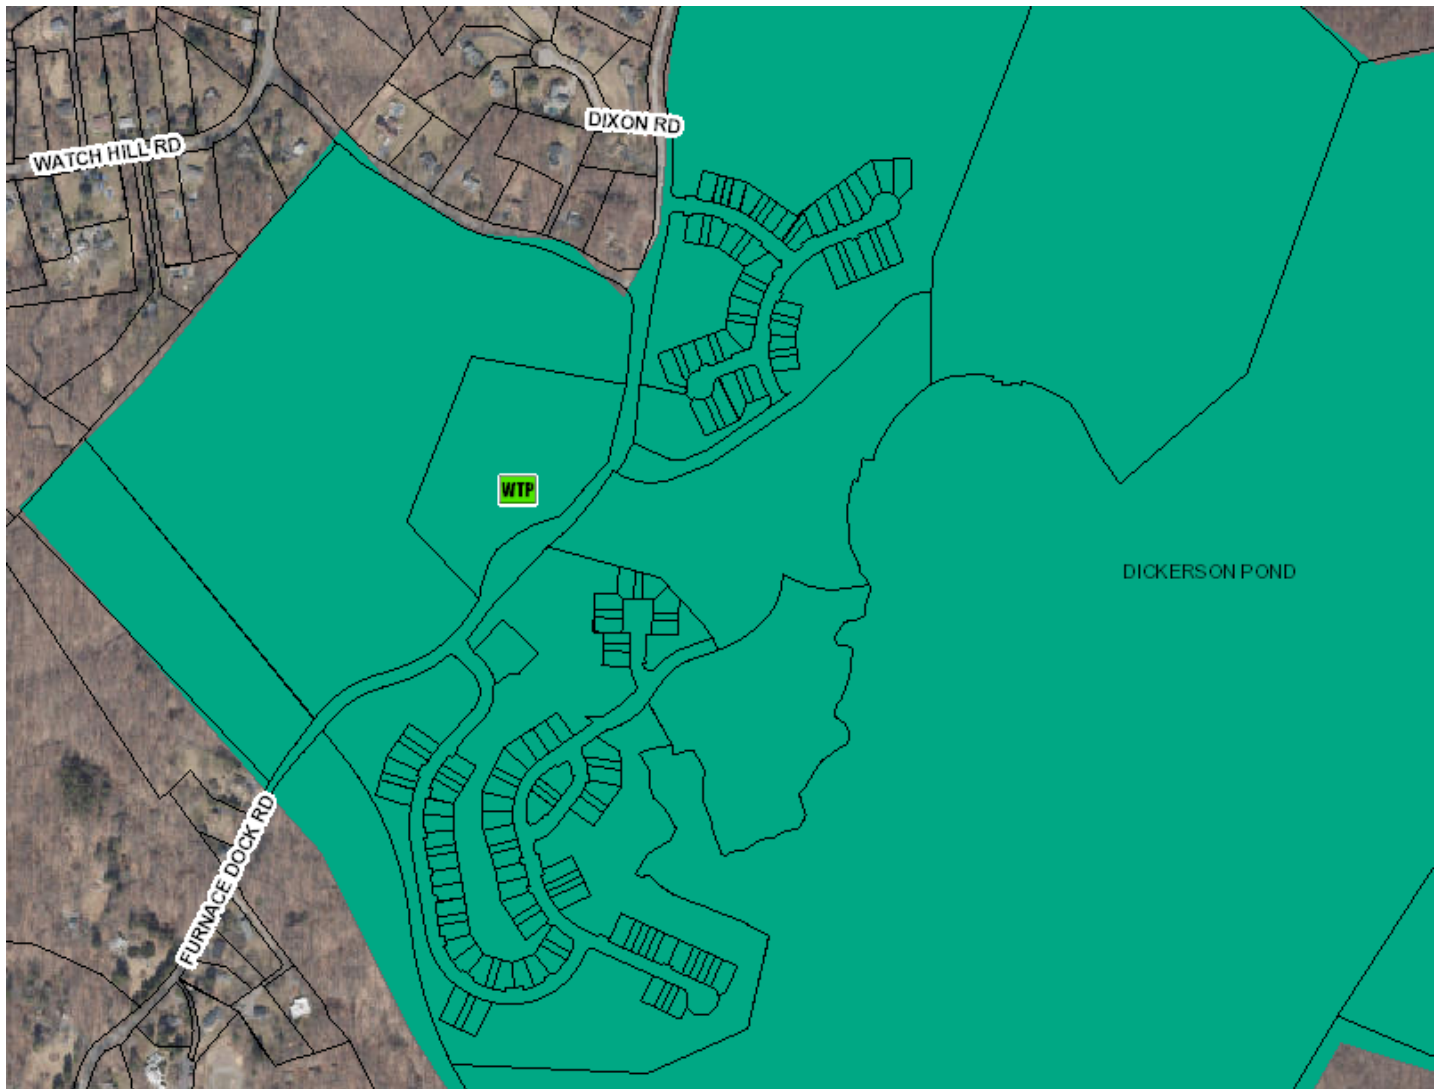 DIXON RD
WATCH HILL RD
WTP
DICKERSON POND
FURNACE DOCK RD